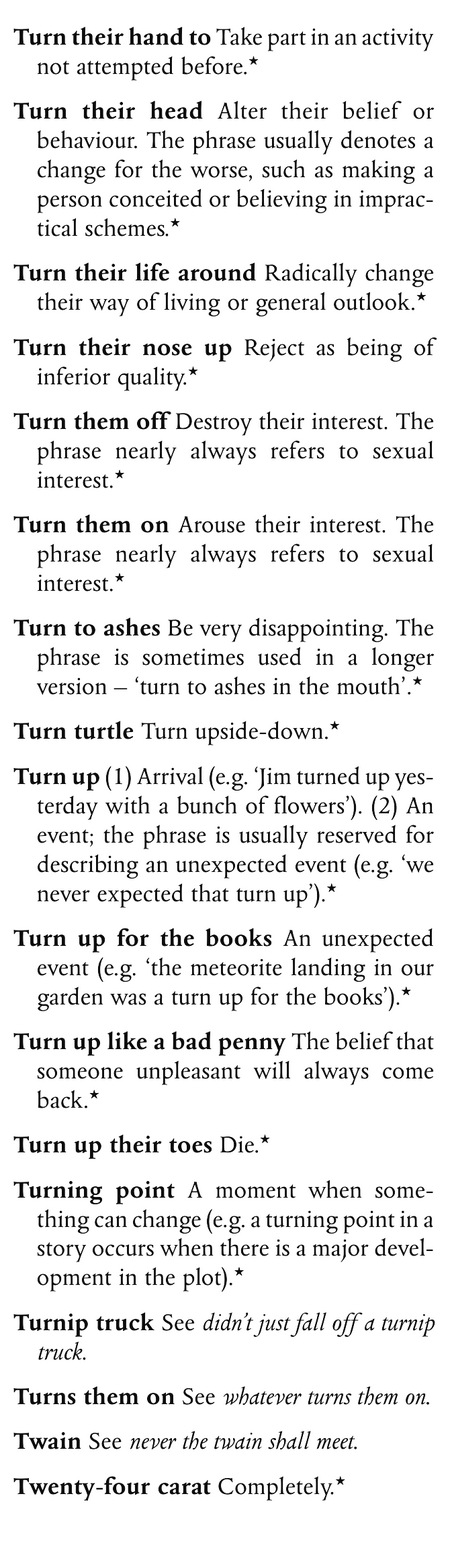 Turn their hand to Take part in an activity
not attempted before.★
Turn their head Alter their belief or
behaviour. The phrase usually denotes a
change for the worse, such as making a
person conceited or believing in imprac-
tical schemes.★
Turn their life around Radically change
their way of living or general outlook.★
Turn their nose up Reject as being of
inferior quality.★
Turn them off Destroy their interest. The
phrase nearly always refers to sexual
interest.★
Turn them on Arouse their interest. The
phrase nearly always refers to sexual
interest.★
Turn to ashes Be very disappointing. The
phrase is sometimes used in a longer
version – ‘turn to ashes in the mouth’.★
Turn turtle Turn upside-down.★
Turn up (1) Arrival (e.g. ‘Jim turned up yes-
terday with a bunch of flowers’). (2) An
event; the phrase is usually reserved for
describing an unexpected event (e.g. ‘we
never expected that turn up’).★
Turn up for the books An unexpected
event (e.g. ‘the meteorite landing in our
garden was a turn up for the books’).★
Turn up like a bad penny The belief that
someone unpleasant will always come
back.★
Turn up their toes Die.★
Turning point A moment when some-
thing can change (e.g. a turning point in a
story occurs when there is a major devel-
opment in the plot).★
Turnip truck See didn’t just fall off a turnip
truck.
Turns them on See whatever turns them on.
Twain See never the twain shall meet.
Twenty-four carat Completely.★